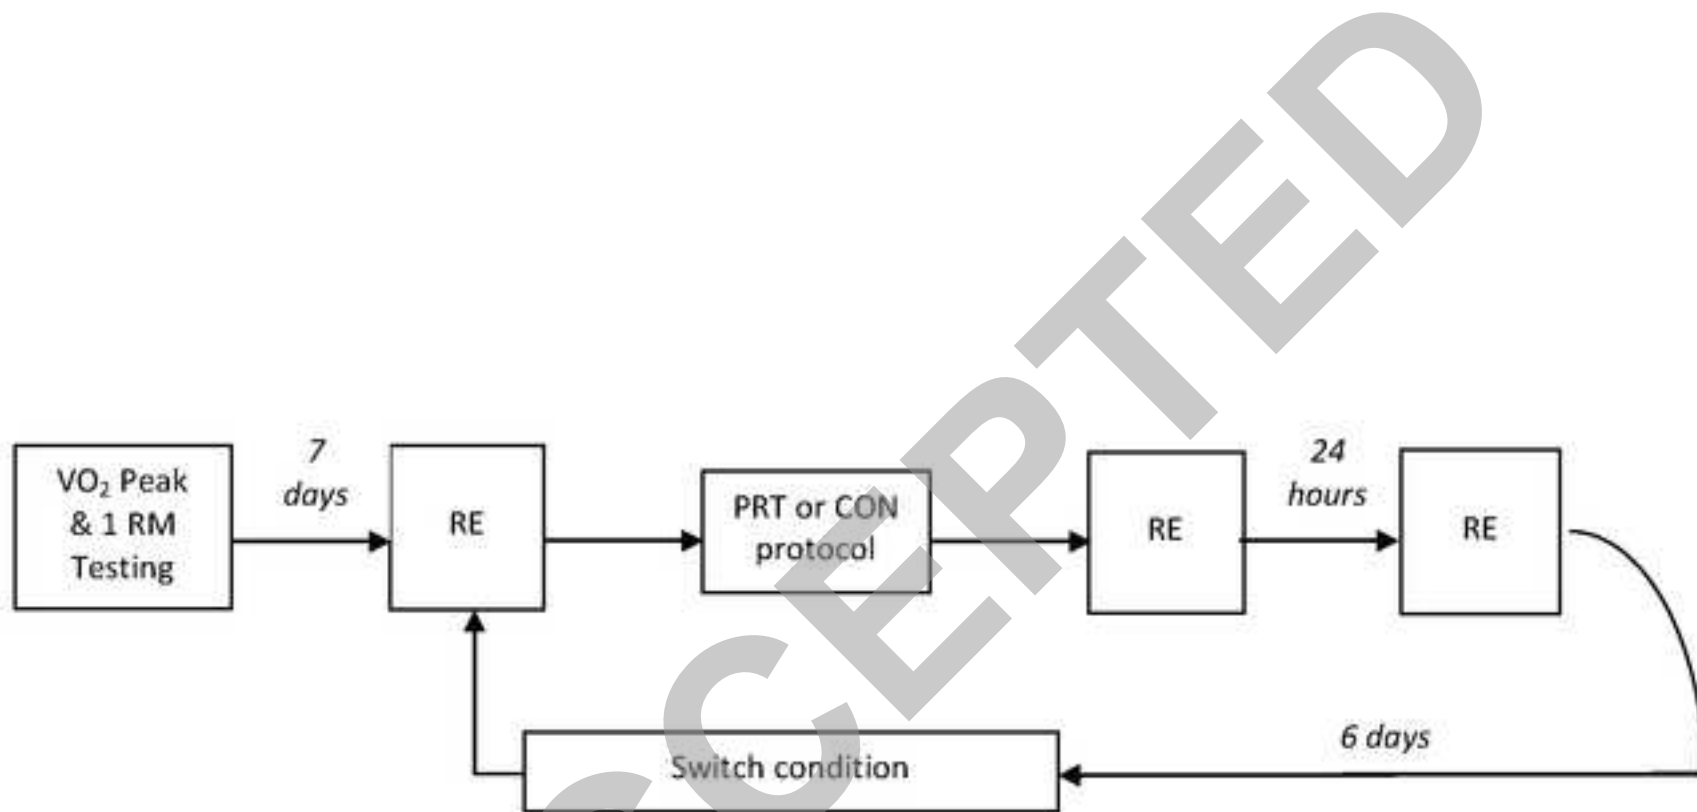 7
days
24
hours
VO₂ Peak
& 1 RM
Testing
RE
PRT or CON
protocol
RE
RE
6 days
Switch condition
CEPTED